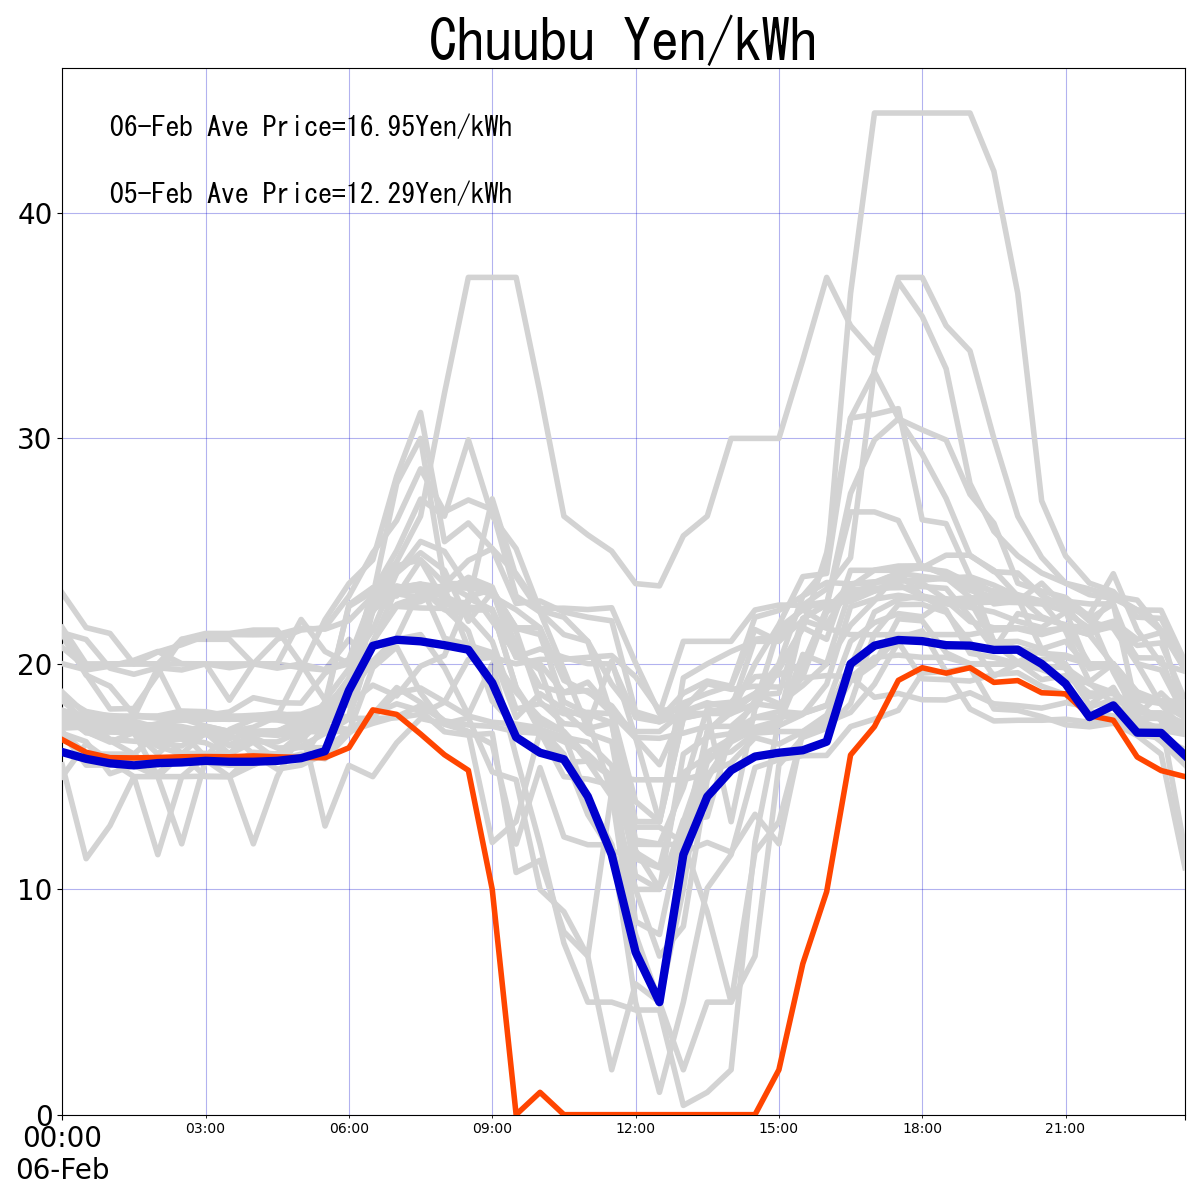 Chuubu Yen/kWh
06-Feb Ave Price=16.95Yen/kWh
05-Feb Ave Price=12.29Yen/kWh
40
30
20
10
0
00:00 03:00 06:00 09:00 12:00 15:00 18:00 21:00
06-Feb